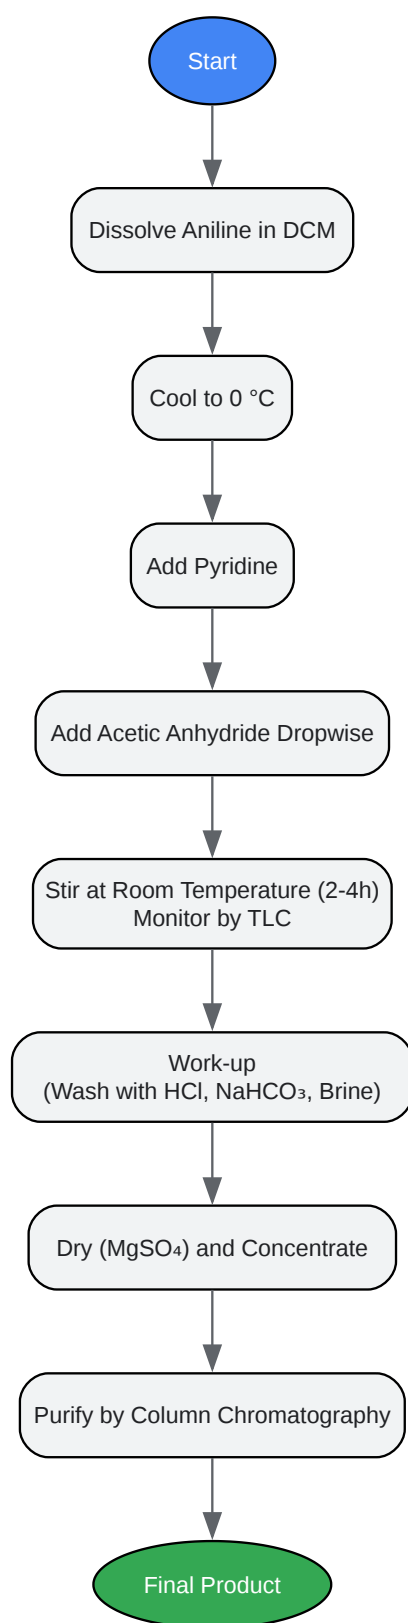 Start
Dissolve Aniline in DCM
Cool to 0 °C
Add Pyridine
Add Acetic Anhydride Dropwise
Stir at Room Temperature (2-4h)
Monitor by TLC
Work-up
(Wash with HCl, NaHCO₃, Brine)
Dry (MgSO₄) and Concentrate
Purify by Column Chromatography
Final Product